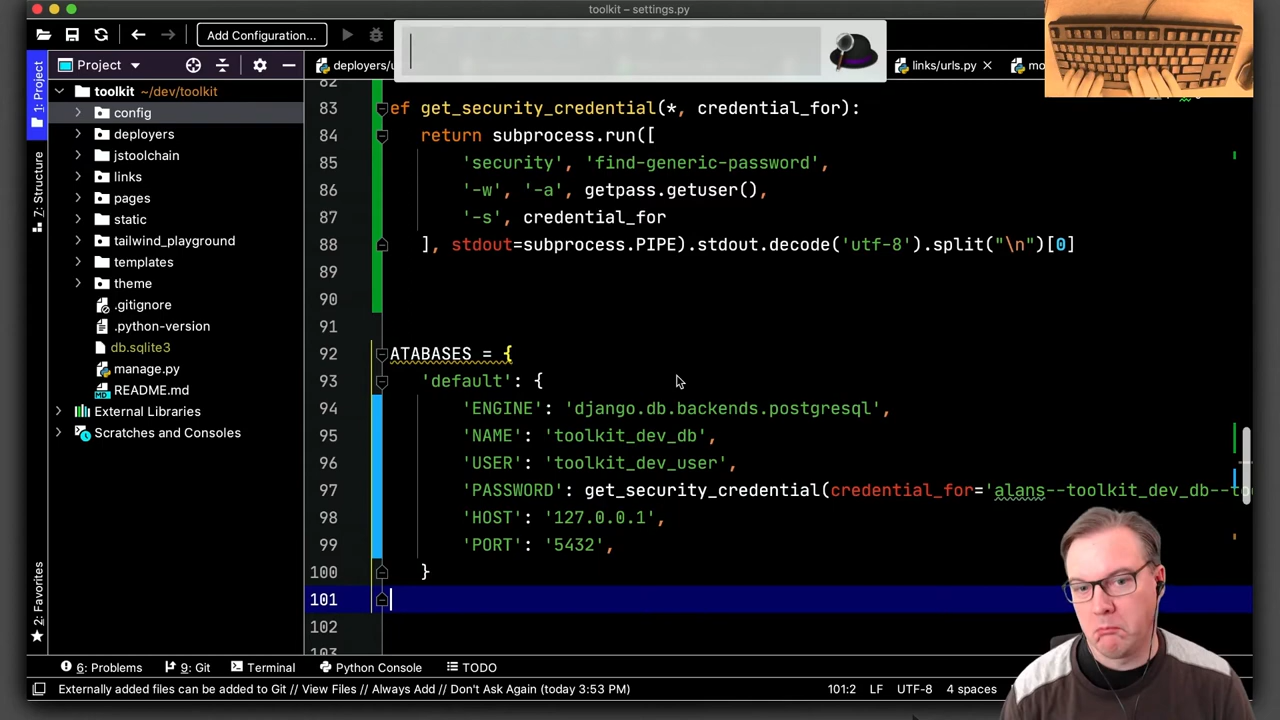 toolkit – settings.py
Add Configuration...
Project
deployers/
links/urls.py
1: Project
7: Structure
2: Favorites
toolkit ~/dev/toolkit
config
deployers
jstoolchain
links
pages
static
tailwind_playground
templates
theme
.gitignore
.python-version
db.sqlite3
manage.py
README.md
External Libraries
Scratches and Consoles
82
83 ef get_security_credential(*, credential_for):
84 return subprocess.run([
85 'security', 'find-generic-password',
86 '-w', '-a', getpass.getuser(),
87 '-s', credential_for
88 ], stdout=subprocess.PIPE).stdout.decode('utf-8').split("\n")[0]
89
90
91
92 ATABASES = {
93 'default': {
94 'ENGINE': 'django.db.backends.postgresql',
95 'NAME': 'toolkit_dev_db',
96 'USER': 'toolkit_dev_user',
97 'PASSWORD': get_security_credential(credential_for='alans--toolkit_dev_db--to
98 'HOST': '127.0.0.1',
99 'PORT': '5432',
100 }
101
102
6: Problems
9: Git
Terminal
Python Console
TODO
Externally added files can be added to Git // View Files // Always Add // Don't Ask Again (today 3:53 PM)
101:2 LF UTF-8 4 spaces